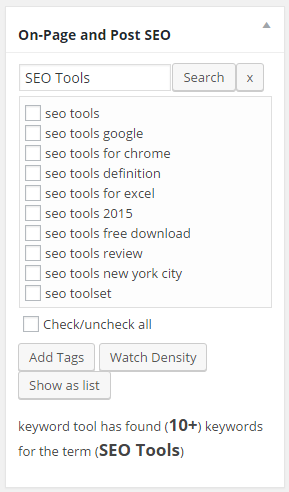 On-Page and Post SEO
SEO Tools Search x
seo tools
seo tools google
seo tools for chrome
seo tools definition
seo tools for excel
seo tools 2015
seo tools free download
seo tools review
seo tools new york city
seo toolset
Check/uncheck all
Add Tags Watch Density
Show as list
keyword tool has found (10+) keywords
for the term (SEO Tools)